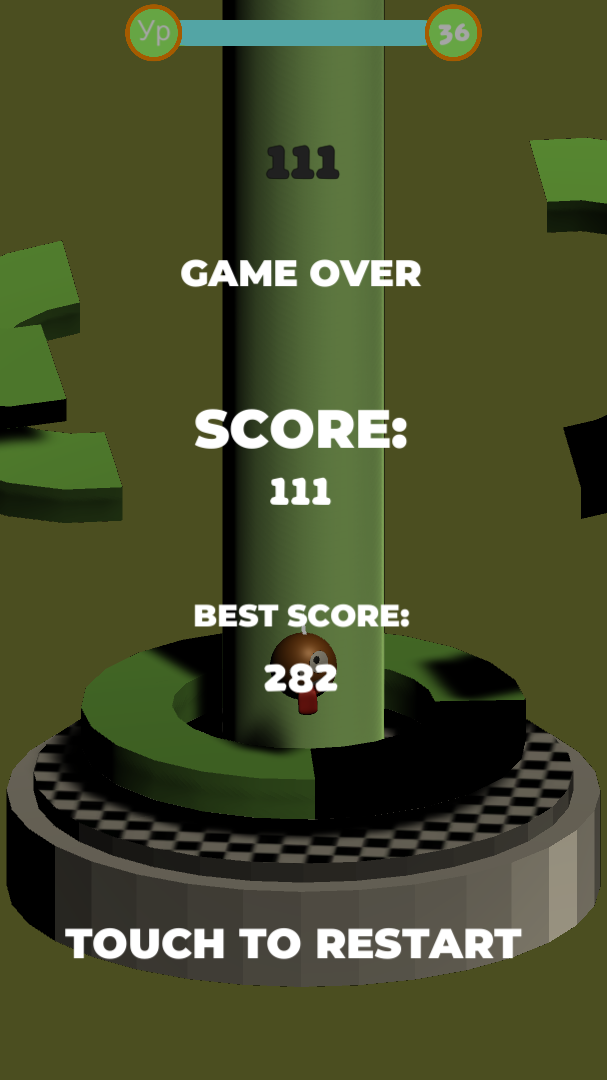 Ур 36
111
GAME OVER
SCORE:
111
BEST SCORE:
282
TOUCH TO RESTART